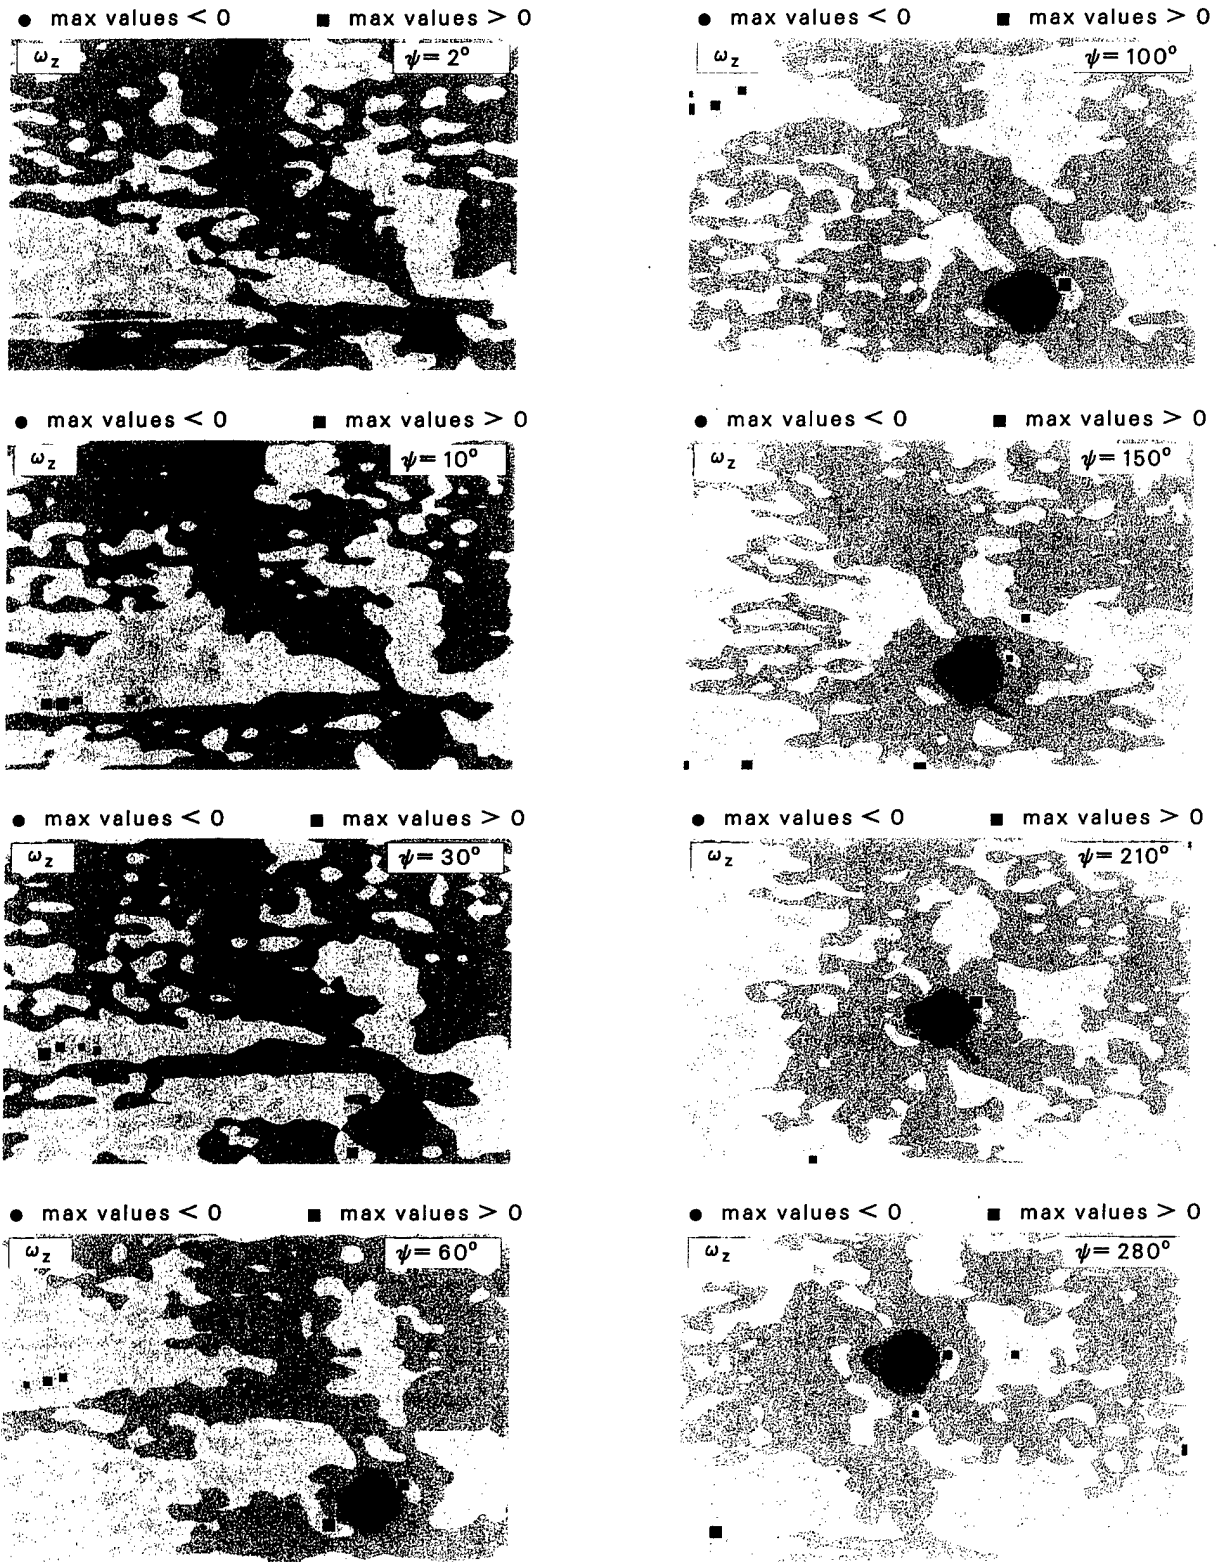 ● max values < 0 ■ max values > 0
ω_z ψ= 2°
● max values < 0 ■ max values > 0
ω_z ψ= 10°
● max values < 0 ■ max values > 0
ω_z ψ= 30°
● max values < 0 ■ max values > 0
ω_z ψ= 60°
● max values < 0 ■ max values > 0
ω_z ψ= 100°
● max values < 0 ■ max values > 0
ω_z ψ= 150°
● max values < 0 ■ max values > 0
ω_z ψ= 210°
● max values < 0 ■ max values > 0
ω_z ψ= 280°